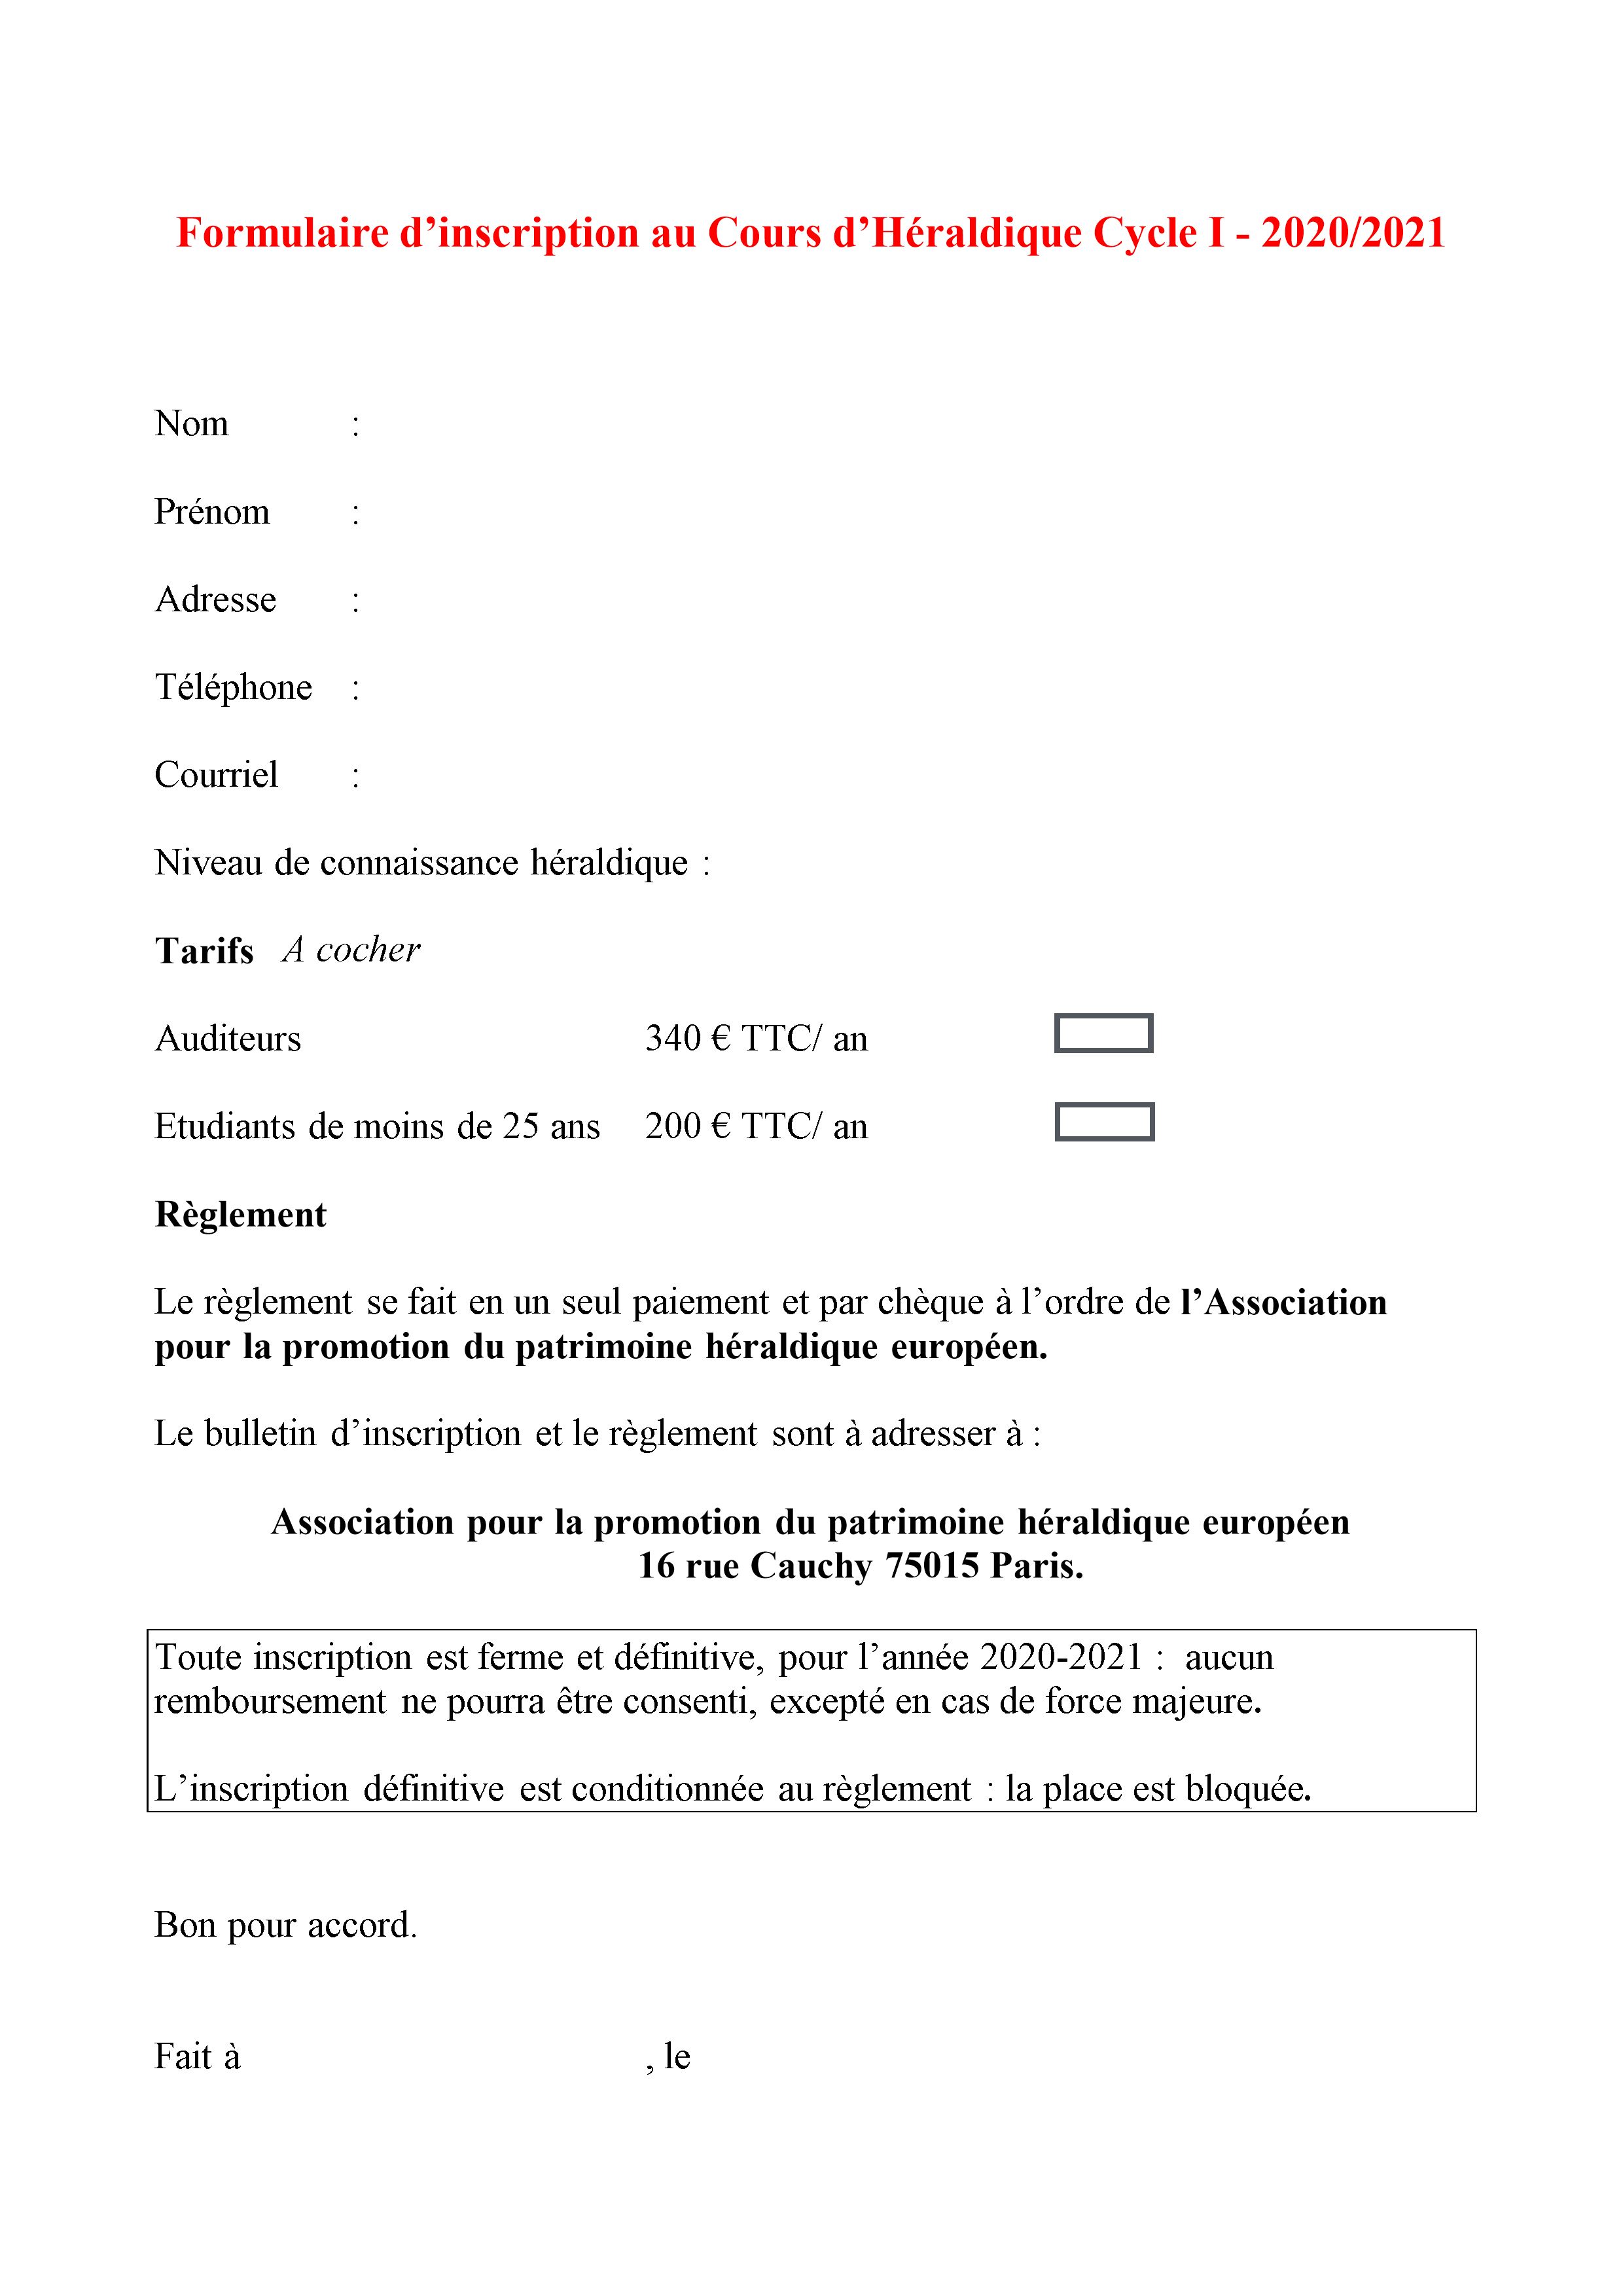 Formulaire d’inscription au Cours d’Héraldique Cycle I - 2020/2021
Nom :
Prénom :
Adresse :
Téléphone :
Courriel :
Niveau de connaissance héraldique :
Tarifs A cocher
Auditeurs 340 € TTC/ an
Etudiants de moins de 25 ans 200 € TTC/ an
Règlement
Le règlement se fait en un seul paiement et par chèque à l’ordre de l’Association
pour la promotion du patrimoine héraldique européen.
Le bulletin d’inscription et le règlement sont à adresser à :
Association pour la promotion du patrimoine héraldique européen
16 rue Cauchy 75015 Paris.
Toute inscription est ferme et définitive, pour l’année 2020-2021 : aucun
remboursement ne pourra être consenti, excepté en cas de force majeure.
L’inscription définitive est conditionnée au règlement : la place est bloquée.
Bon pour accord.
Fait à , le